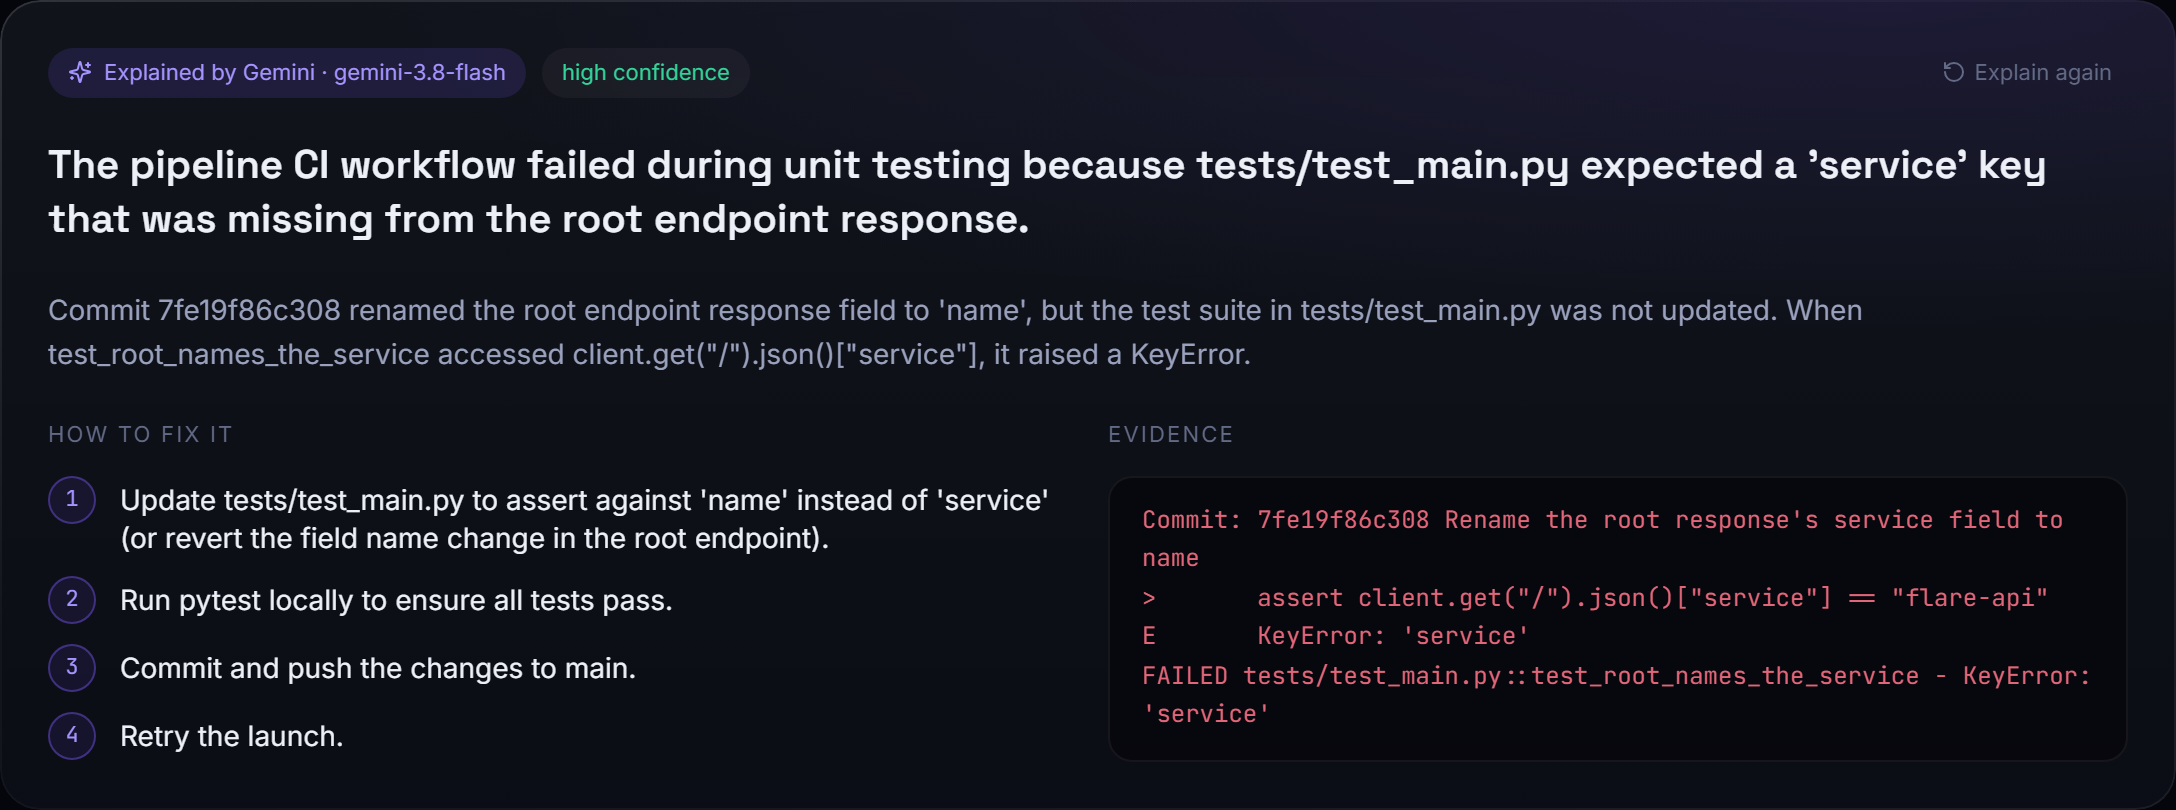 Explained by Gemini · gemini-3.8-flash
high confidence
Explain again
The pipeline CI workflow failed during unit testing because tests/test_main.py expected a 'service' key
that was missing from the root endpoint response.
Commit 7fe19f86c308 renamed the root endpoint response field to 'name', but the test suite in tests/test_main.py was not updated. When
test_root_names_the_service accessed client.get("/").json()["service"], it raised a KeyError.
HOW TO FIX IT
1 Update tests/test_main.py to assert against 'name' instead of 'service'
(or revert the field name change in the root endpoint).
2 Run pytest locally to ensure all tests pass.
3 Commit and push the changes to main.
4 Retry the launch.
EVIDENCE
Commit: 7fe19f86c308 Rename the root response's service field to
name
>       assert client.get("/").json()["service"] == "flare-api"
E       KeyError: 'service'
FAILED tests/test_main.py::test_root_names_the_service - KeyError:
'service'